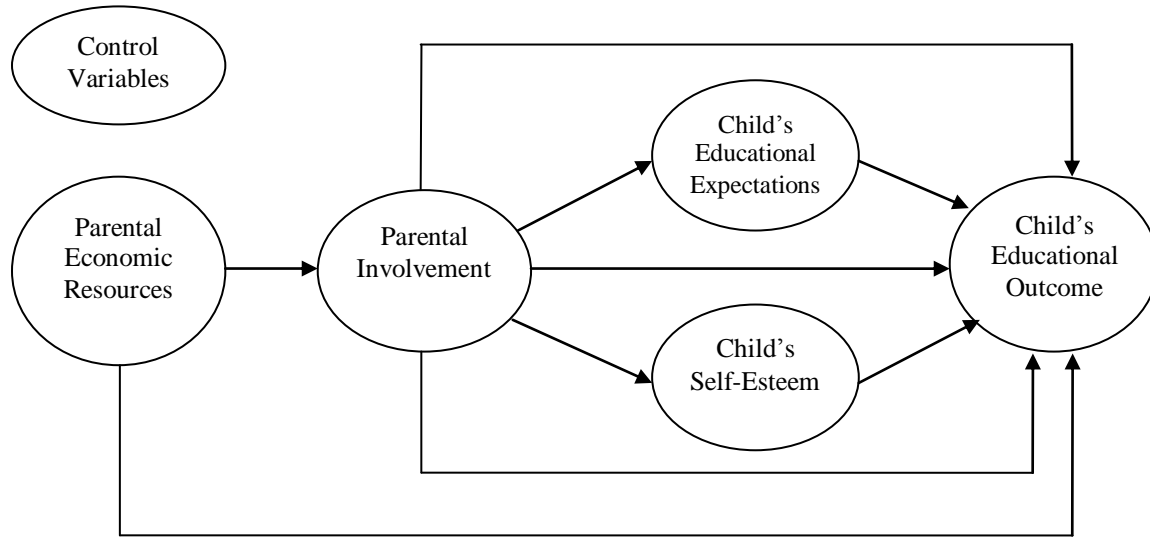 Control
Variables
Parental
Economic
Resources
Parental
Involvement
Child’s
Educational
Expectations
Child’s
Self-Esteem
Child’s
Educational
Outcome